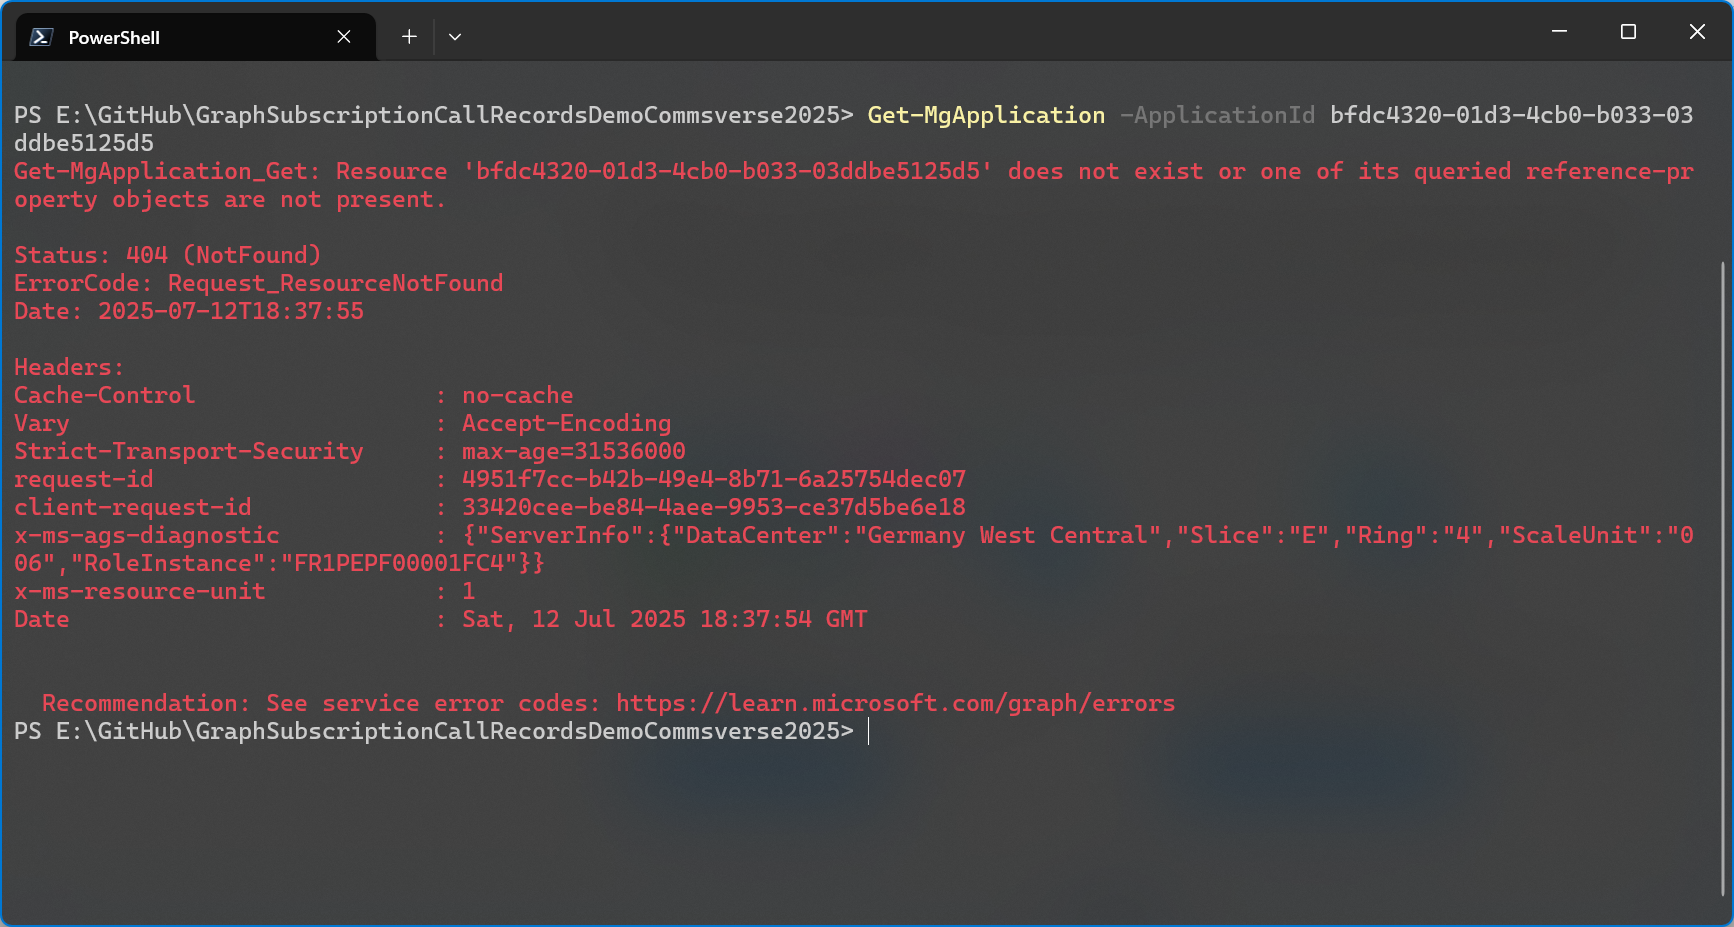 PowerShell
PS E:\GitHub\GraphSubscriptionCallRecordsDemoCommsverse2025> Get-MgApplication -ApplicationId bfdc4320-01d3-4cb0-b033-03
ddbe5125d5
Get-MgApplication_Get: Resource 'bfdc4320-01d3-4cb0-b033-03ddbe5125d5' does not exist or one of its queried reference-pr
operty objects are not present.
Status: 404 (NotFound)
ErrorCode: Request_ResourceNotFound
Date: 2025-07-12T18:37:55
Headers:
Cache-Control                 : no-cache
Vary                          : Accept-Encoding
Strict-Transport-Security     : max-age=31536000
request-id                    : 4951f7cc-b42b-49e4-8b71-6a25754dec07
client-request-id             : 33420cee-be84-4aee-9953-ce37d5be6e18
x-ms-ags-diagnostic           : {"ServerInfo":{"DataCenter":"Germany West Central","Slice":"E","Ring":"4","ScaleUnit":"0
06","RoleInstance":"FR1PEPF00001FC4"}}
x-ms-resource-unit            : 1
Date                          : Sat, 12 Jul 2025 18:37:54 GMT
Recommendation: See service error codes: https://learn.microsoft.com/graph/errors
PS E:\GitHub\GraphSubscriptionCallRecordsDemoCommsverse2025>